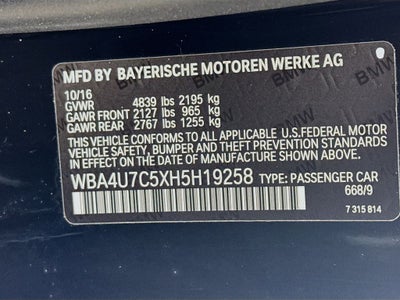 MFD BY BAYERISCHE MOTOREN WERKE AG
10/16
GVWR 4839 lbs 2195 kg
GAWR FRONT 2127 lbs 965 kg
GAWR REAR 2767 lbs 1255 kg
THIS VEHICLE CONFORMS TO ALL APPLICABLE U.S.FEDERAL MOTOR
VEHICLE SAFETY, BUMPER, AND THEFT PREVENTION STANDARDS
IN EFFECT ON THE DATE OF MANUFACTURE SHOWN ABOVE.
WBA4U7C5XH5H19258 TYPE: PASSENGER CAR
668/9
7 315 814